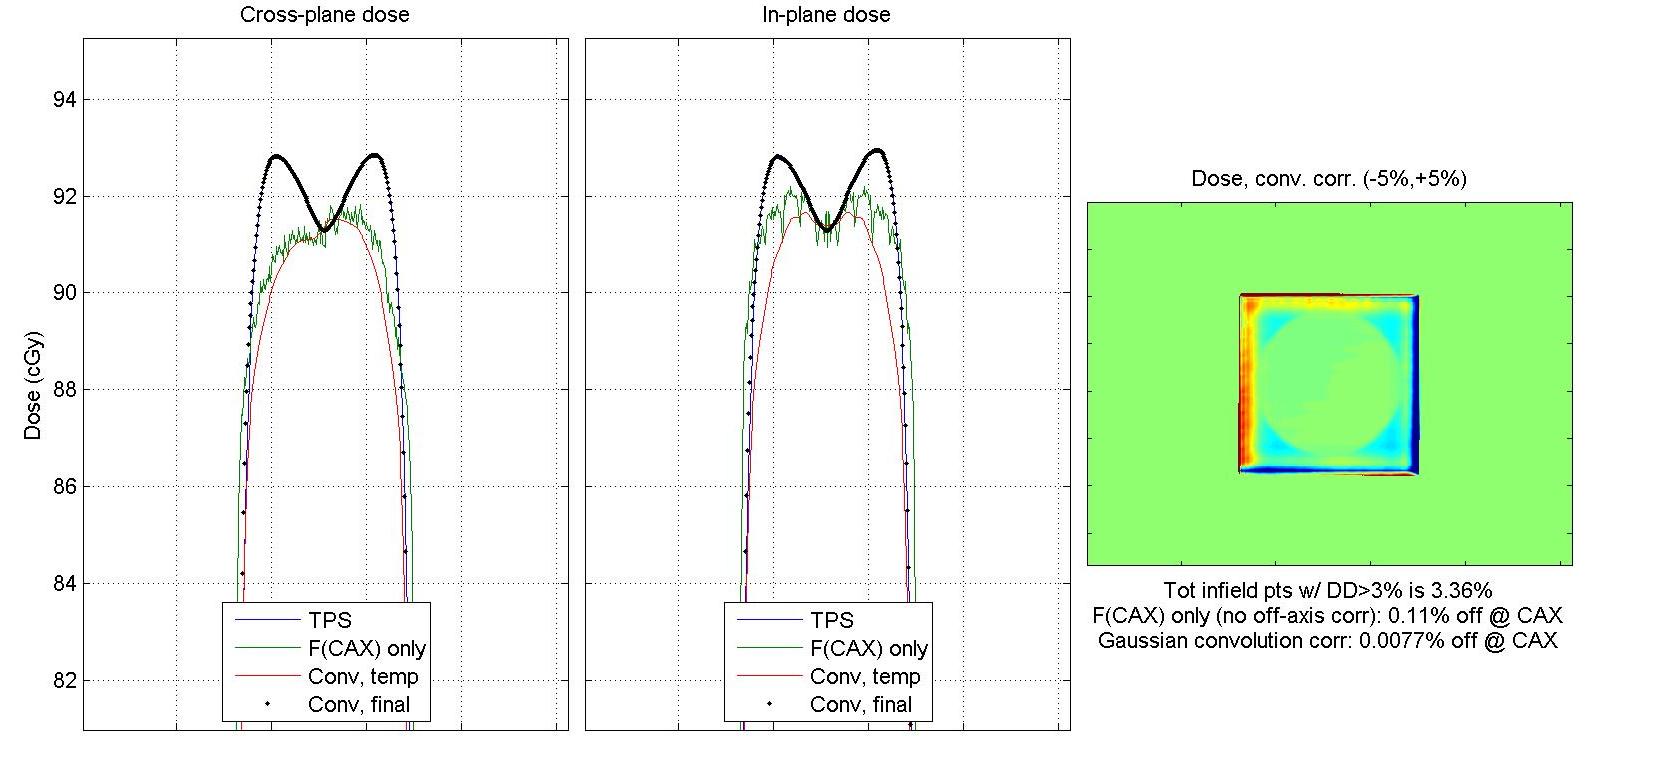 Cross-plane dose
In-plane dose
Dose (cGy)
94
92
90
88
86
84
82
TPS
F(CAX) only
Conv, temp
Conv, final
TPS
F(CAX) only
Conv, temp
Conv, final
Dose, conv. corr. (-5%,+5%)
Tot infield pts w/ DD>3% is 3.36%
F(CAX) only (no off-axis corr): 0.11% off @ CAX
Gaussian convolution corr: 0.0077% off @ CAX